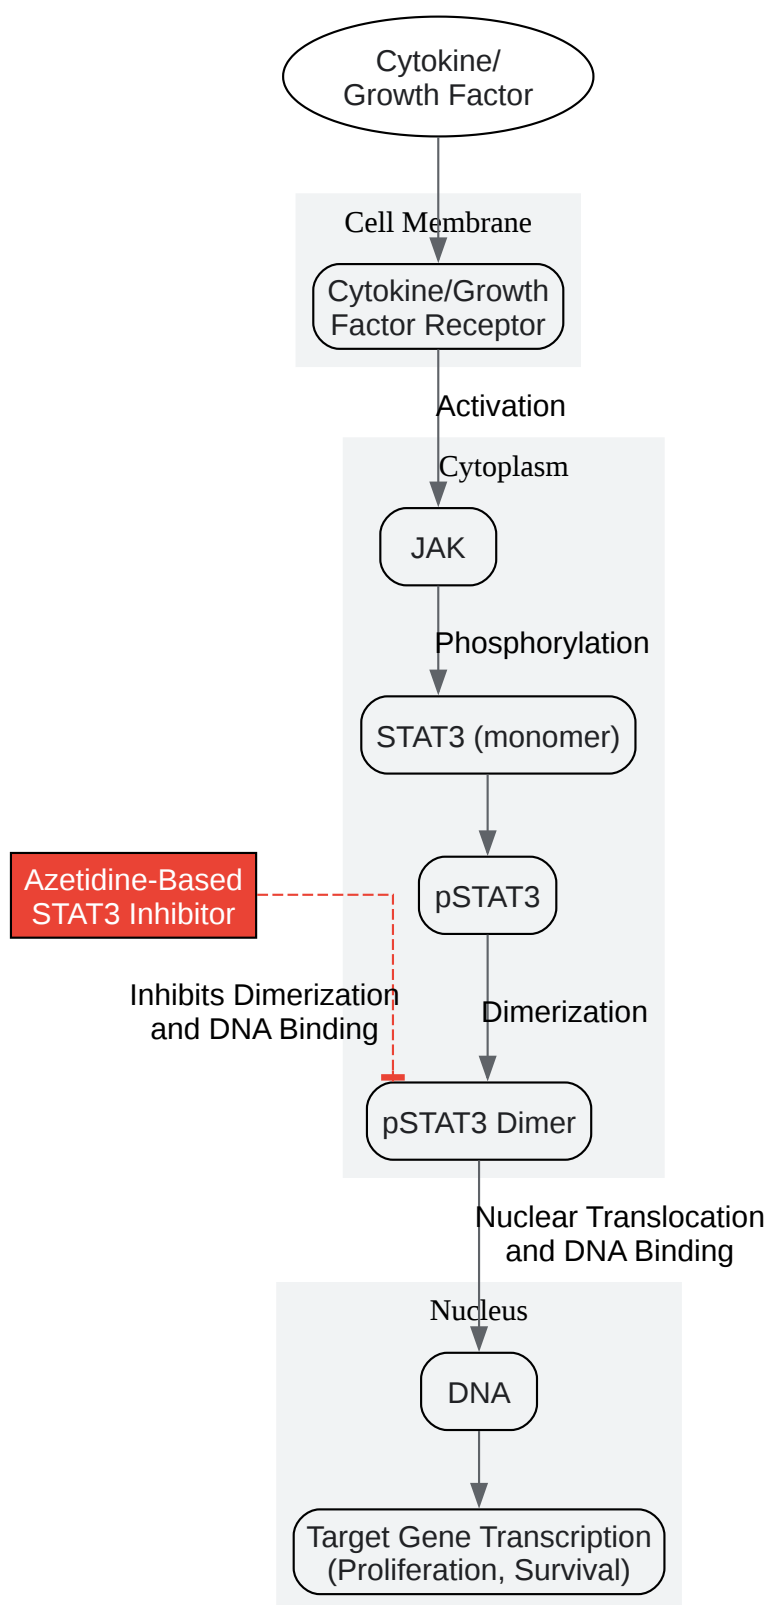 Cytokine/
Growth Factor
Cell Membrane
Cytokine/Growth
Factor Receptor
Activation
Cytoplasm
JAK
Phosphorylation
STAT3 (monomer)
Azetidine-Based
STAT3 Inhibitor
pSTAT3
Inhibits Dimerization
and DNA Binding
Dimerization
pSTAT3 Dimer
Nuclear Translocation
and DNA Binding
Nucleus
DNA
Target Gene Transcription
(Proliferation, Survival)